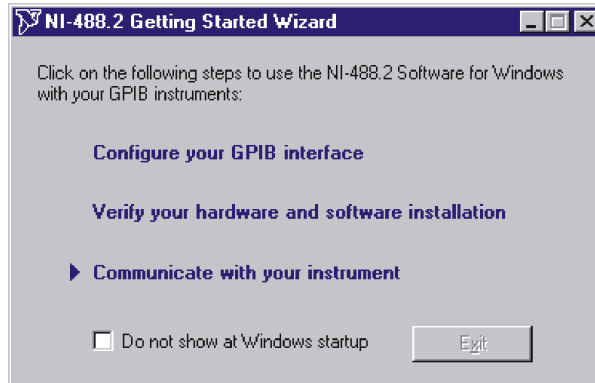 NI-488.2 Getting Started Wizard
Click on the following steps to use the NI-488.2 Software for Windows
with your GPIB instruments:
Configure your GPIB interface
Verify your hardware and software installation
Communicate with your instrument
Do not show at Windows startup
Exit